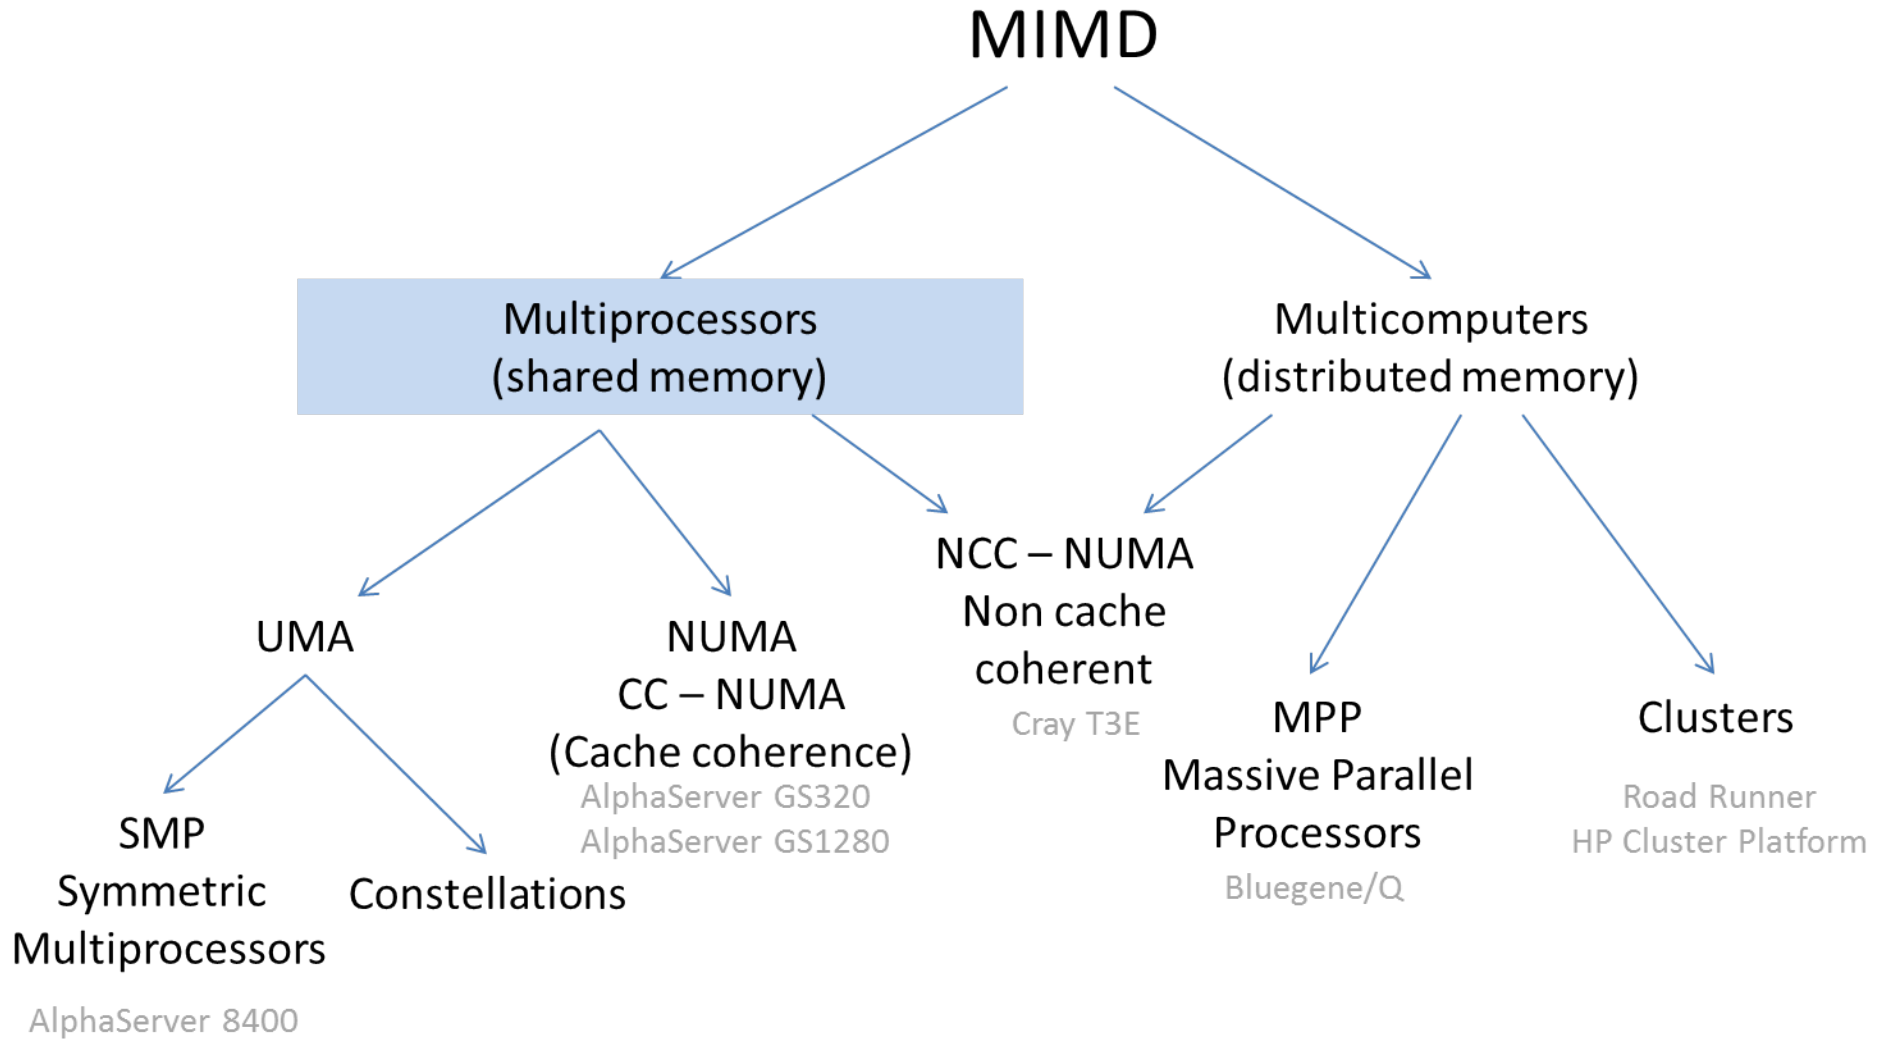 MIMD
Multiprocessors
(shared memory)
Multicomputers
(distributed memory)
UMA
NUMA
CC – NUMA
(Cache coherence)
AlphaServer GS320
AlphaServer GS1280
NCC – NUMA
Non cache
coherent
Cray T3E
MPP
Massive Parallel
Processors
Bluegene/Q
Clusters
Road Runner
HP Cluster Platform
SMP
Symmetric
Multiprocessors
AlphaServer 8400
Constellations